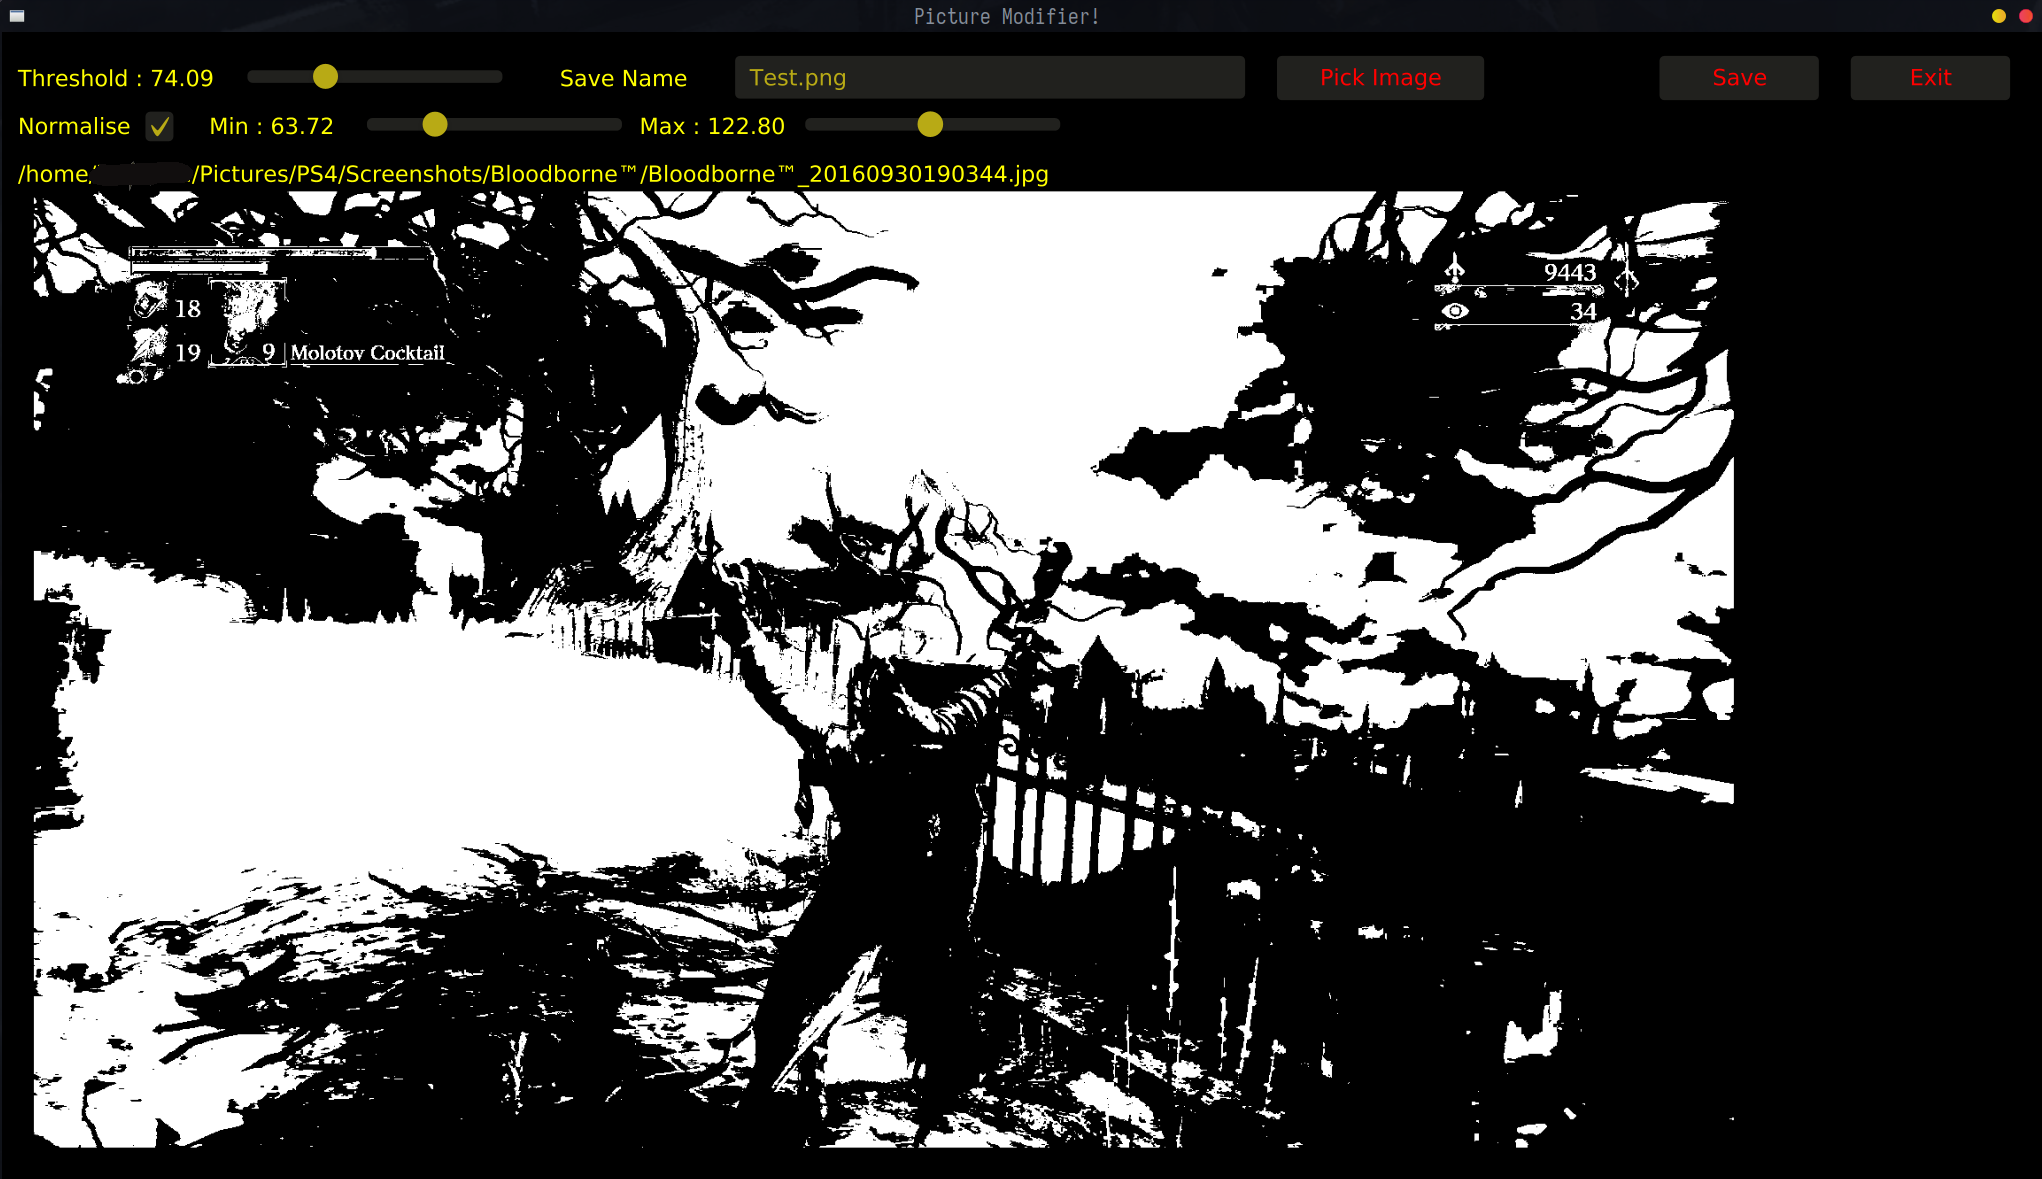 Picture Modifier!
Threshold : 74.09 Save Name Test.png Pick Image Save Exit
Normalise Min : 63.72 Max : 122.80
/home/ /Pictures/PS4/Screenshots/Bloodborne™/Bloodborne™_20160930190344.jpg
9443
18
34
19 9 Molotov Cocktail